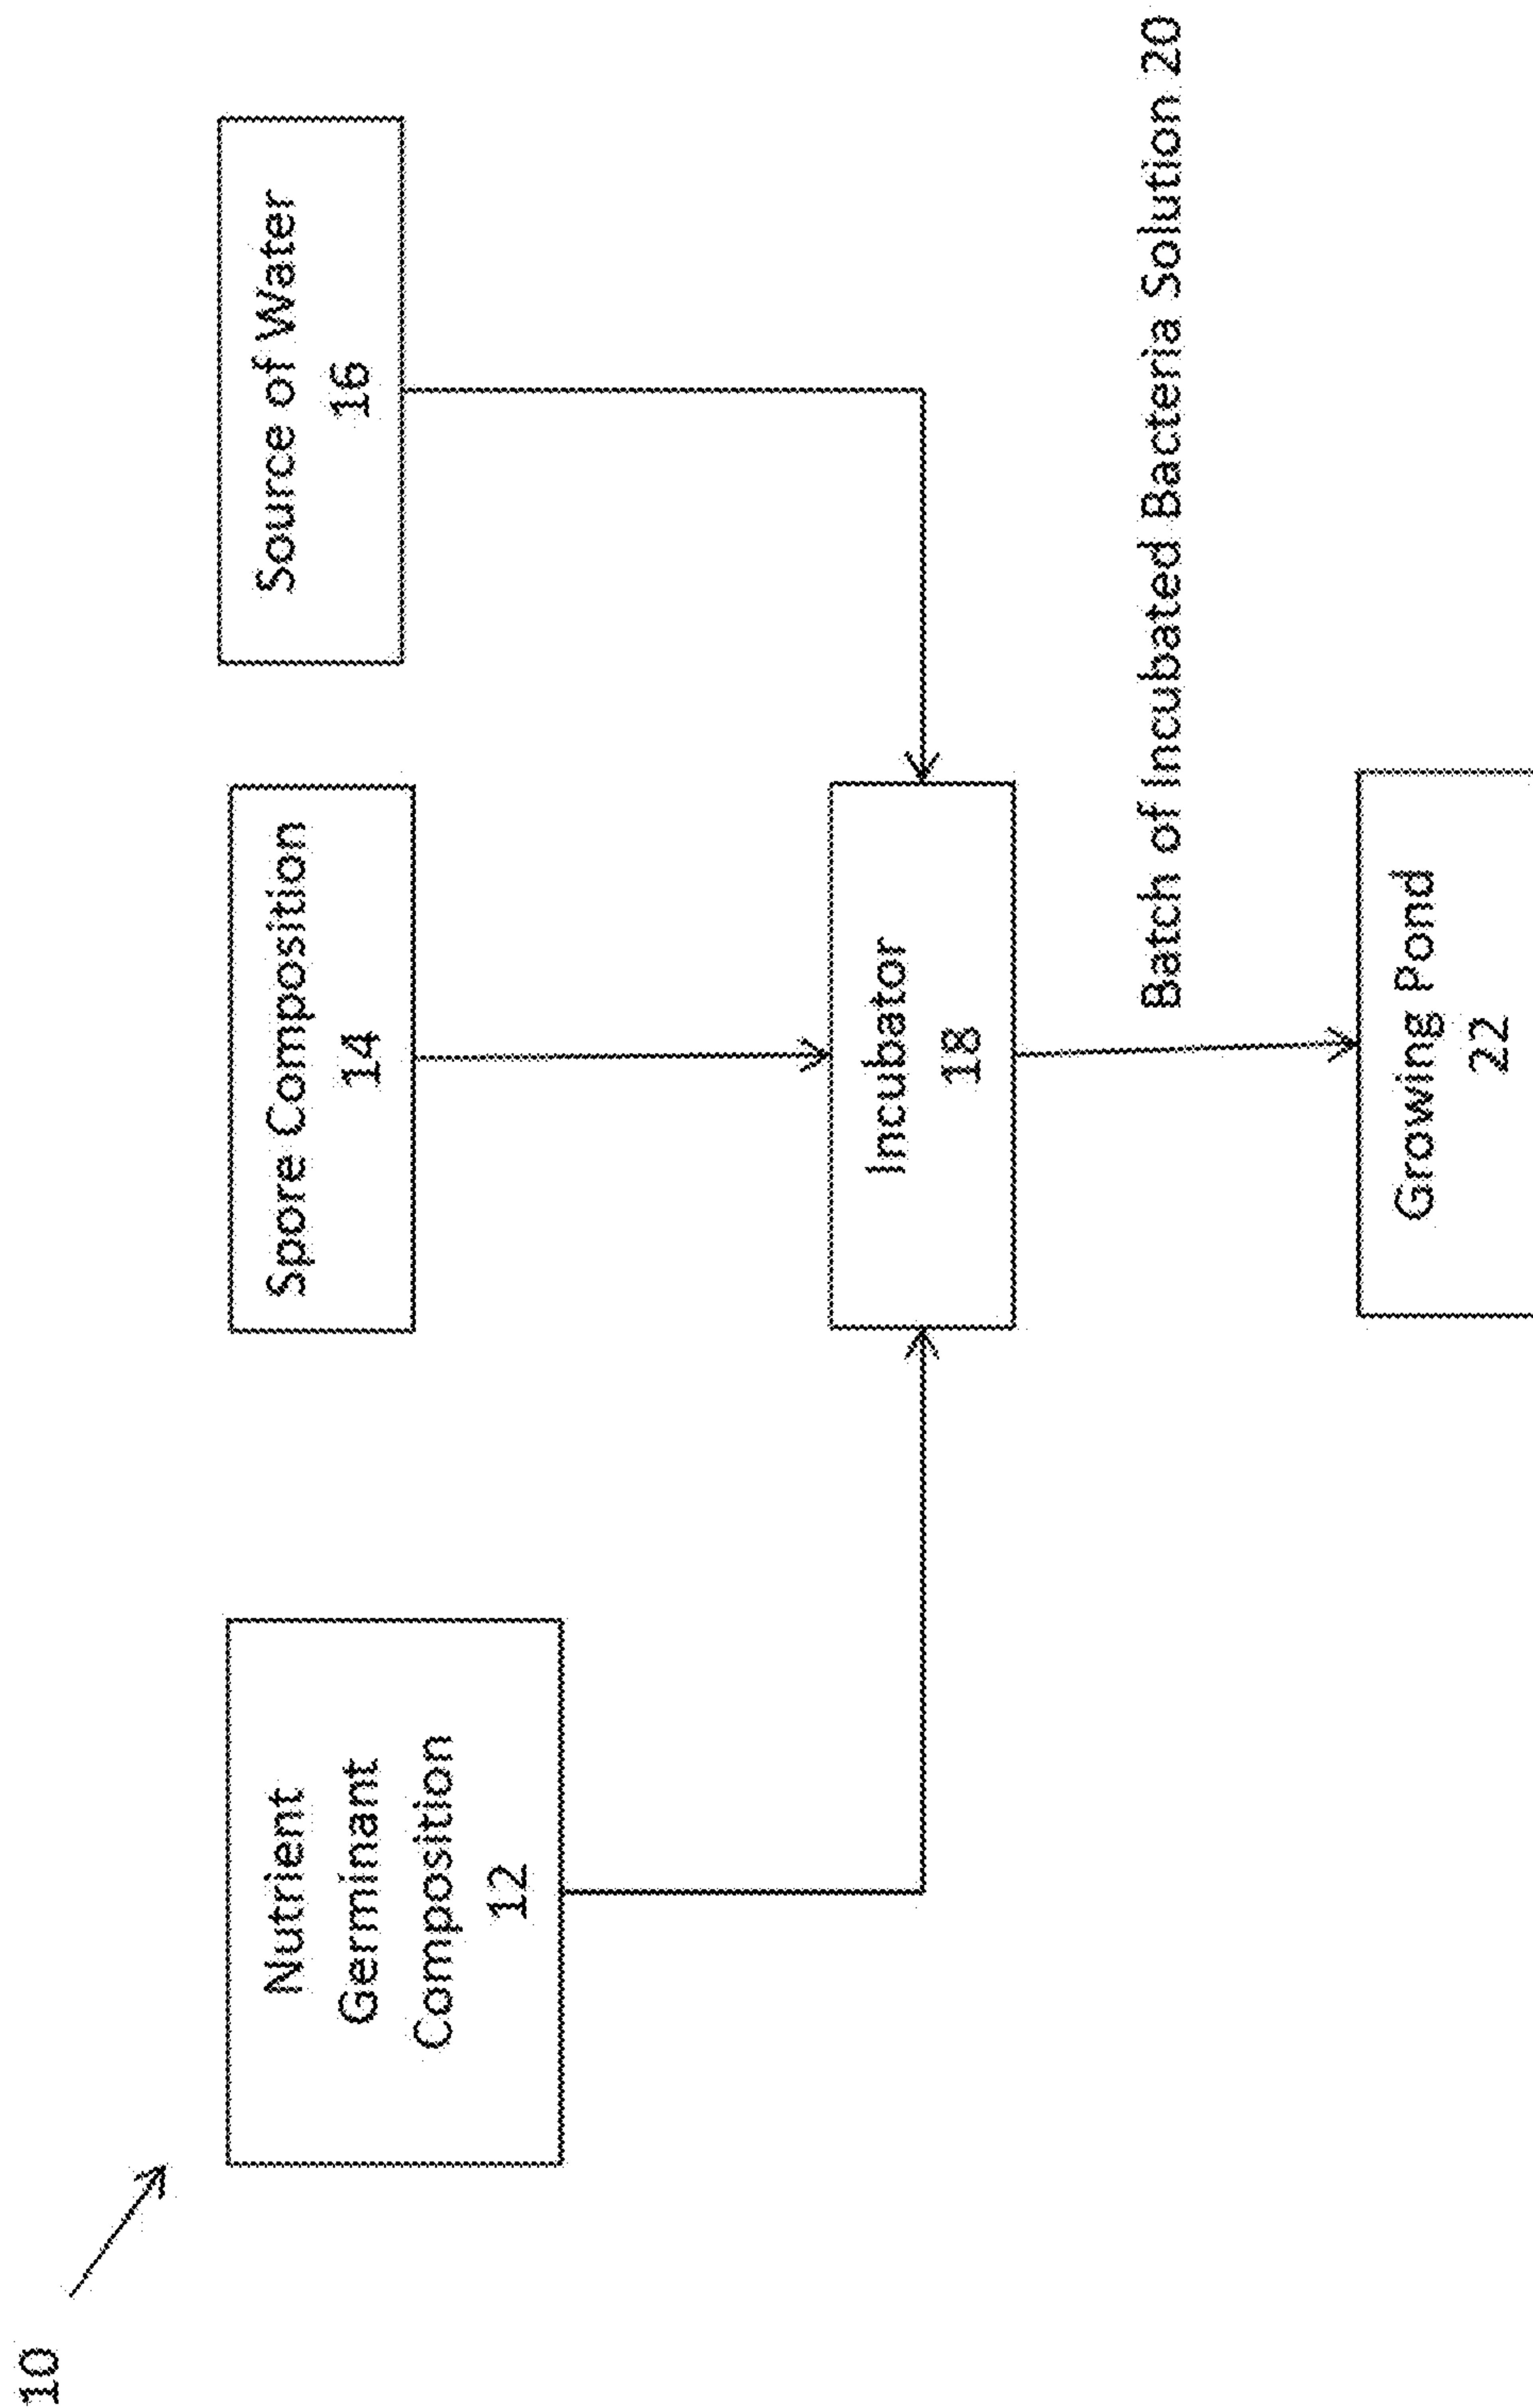 10
Nutrient
Germinant
Composition
12
Spore Composition
14
Source of Water
16
Incubator
18
Batch of Incubated Bacteria Solution 20
Growing Pond
22